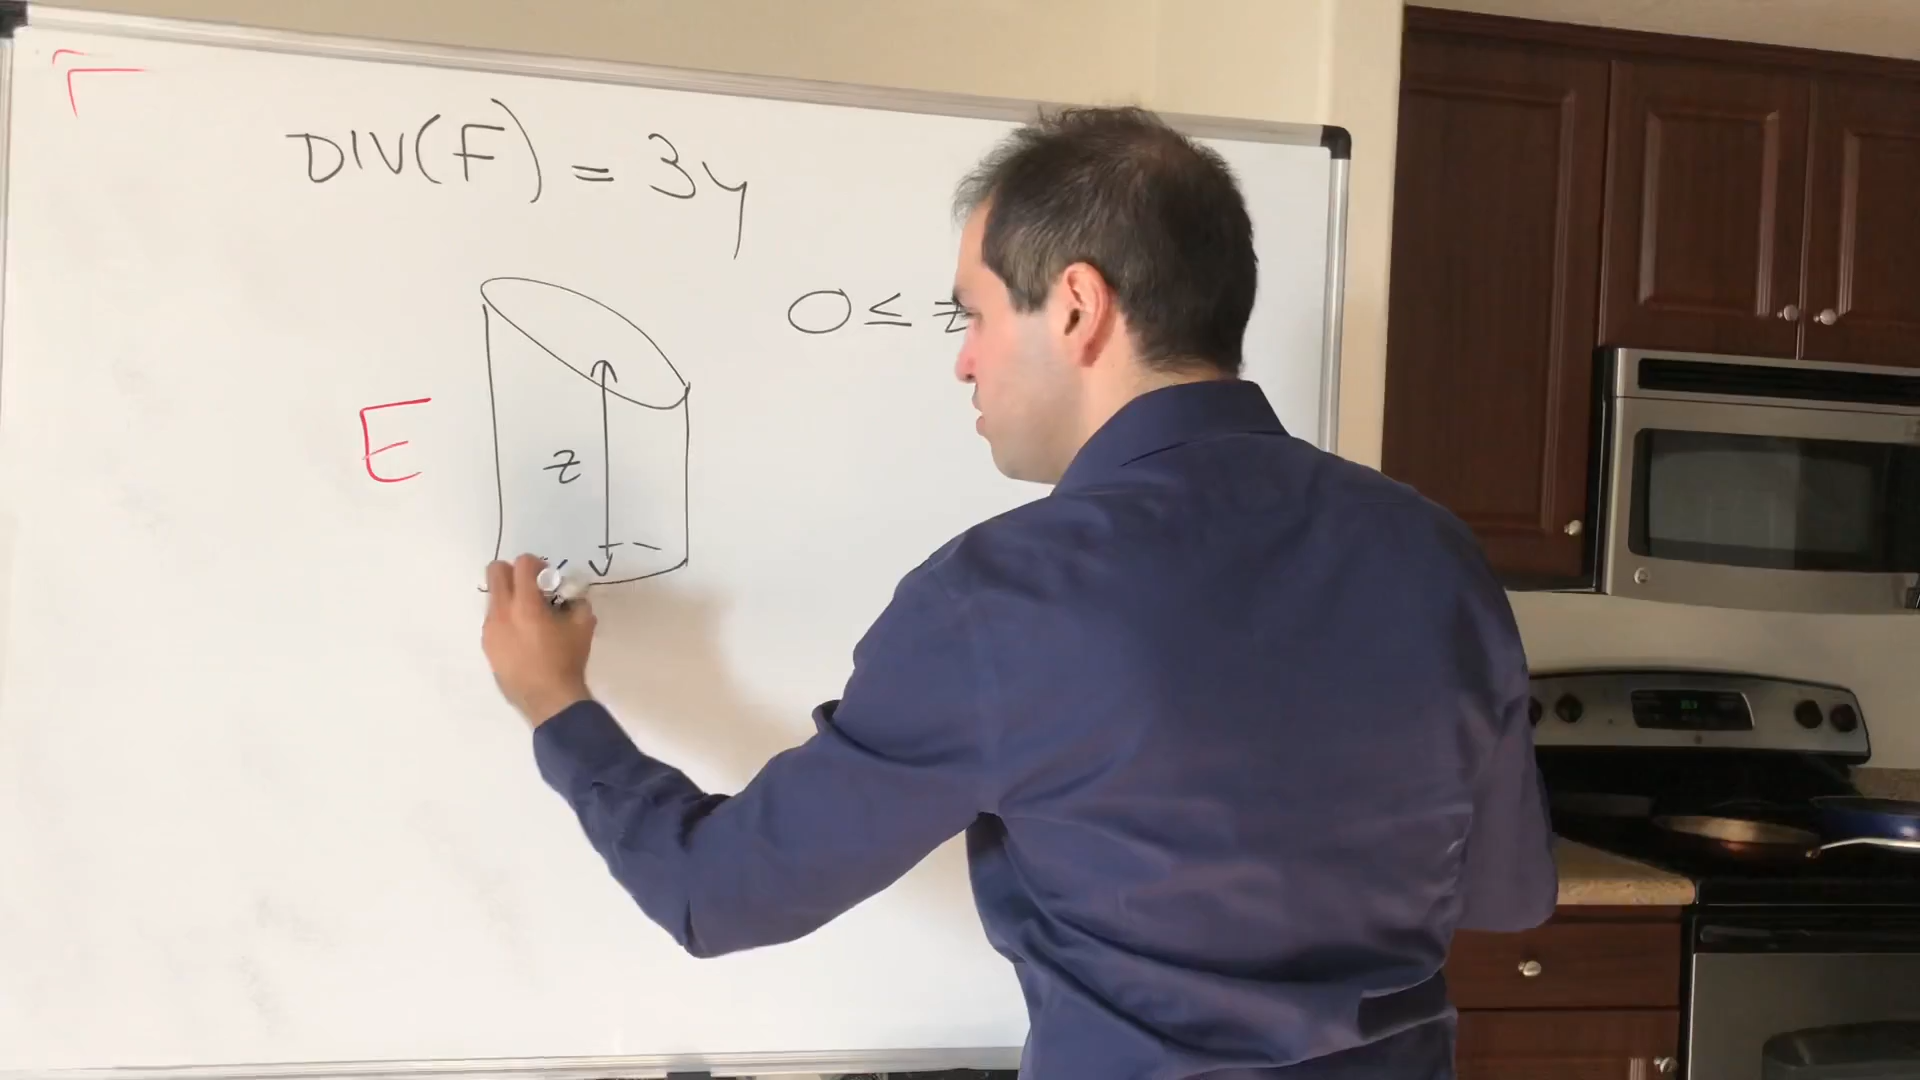 DIV(F) = 3y
0 ≤ z
E
z